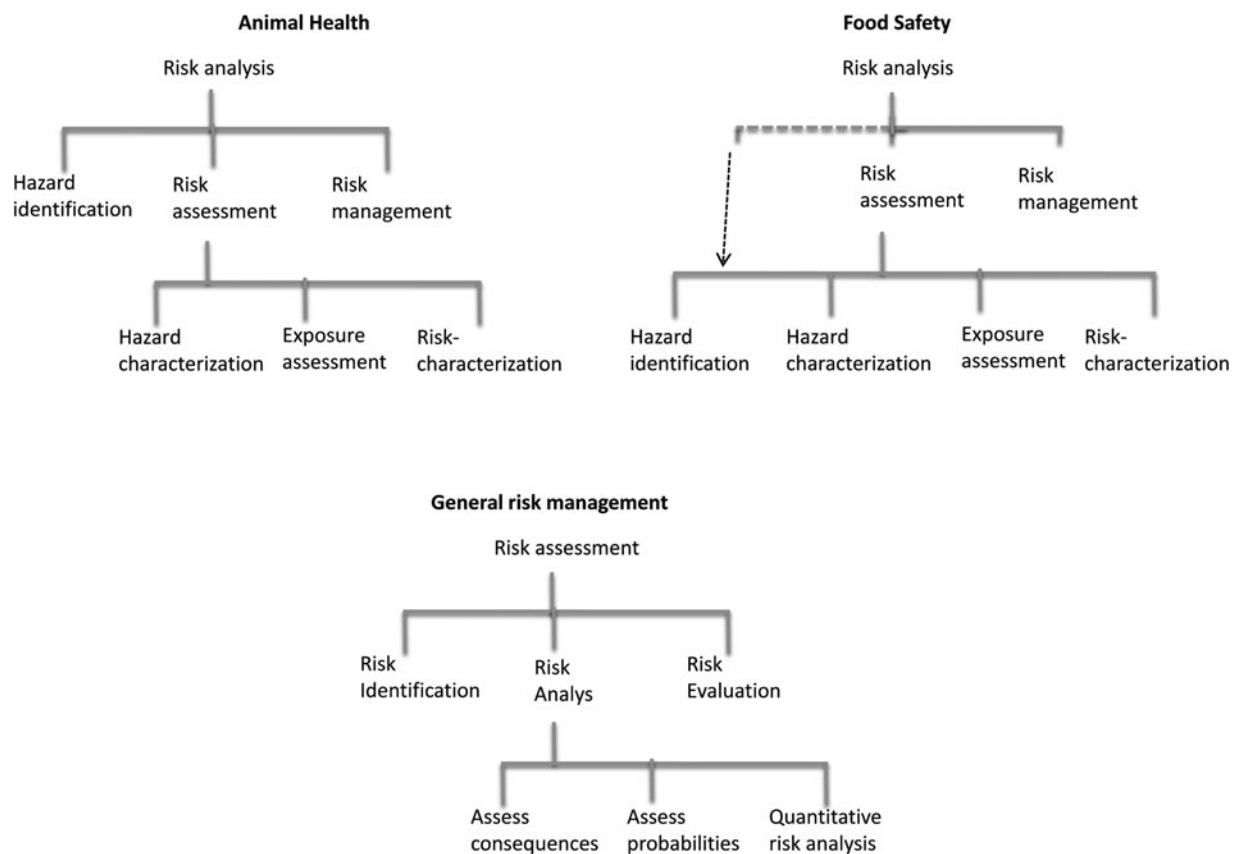 Animal Health
Risk analysis
Hazard
identification
Risk
assessment
Risk
management
Hazard
characterization
Exposure
assessment
Risk-
characterization
Food Safety
Risk analysis
Risk
assessment
Risk
management
Hazard
identification
Hazard
characterization
Exposure
assessment
Risk-
characterization
General risk management
Risk assessment
Risk
Identification
Risk
Analys
Risk
Evaluation
Assess
consequences
Assess
probabilities
Quantitative
risk analysis